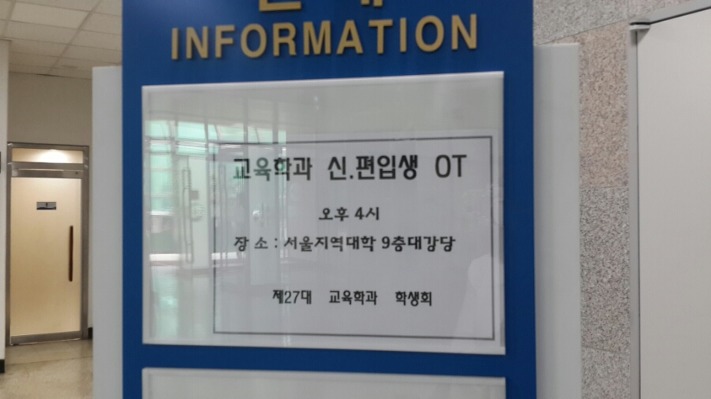 INFORMATION
교육학과 신.편입생 OT
오후 4시
장 소 : 서울지역대학 9층대강당
제27대 교육학과 학생회